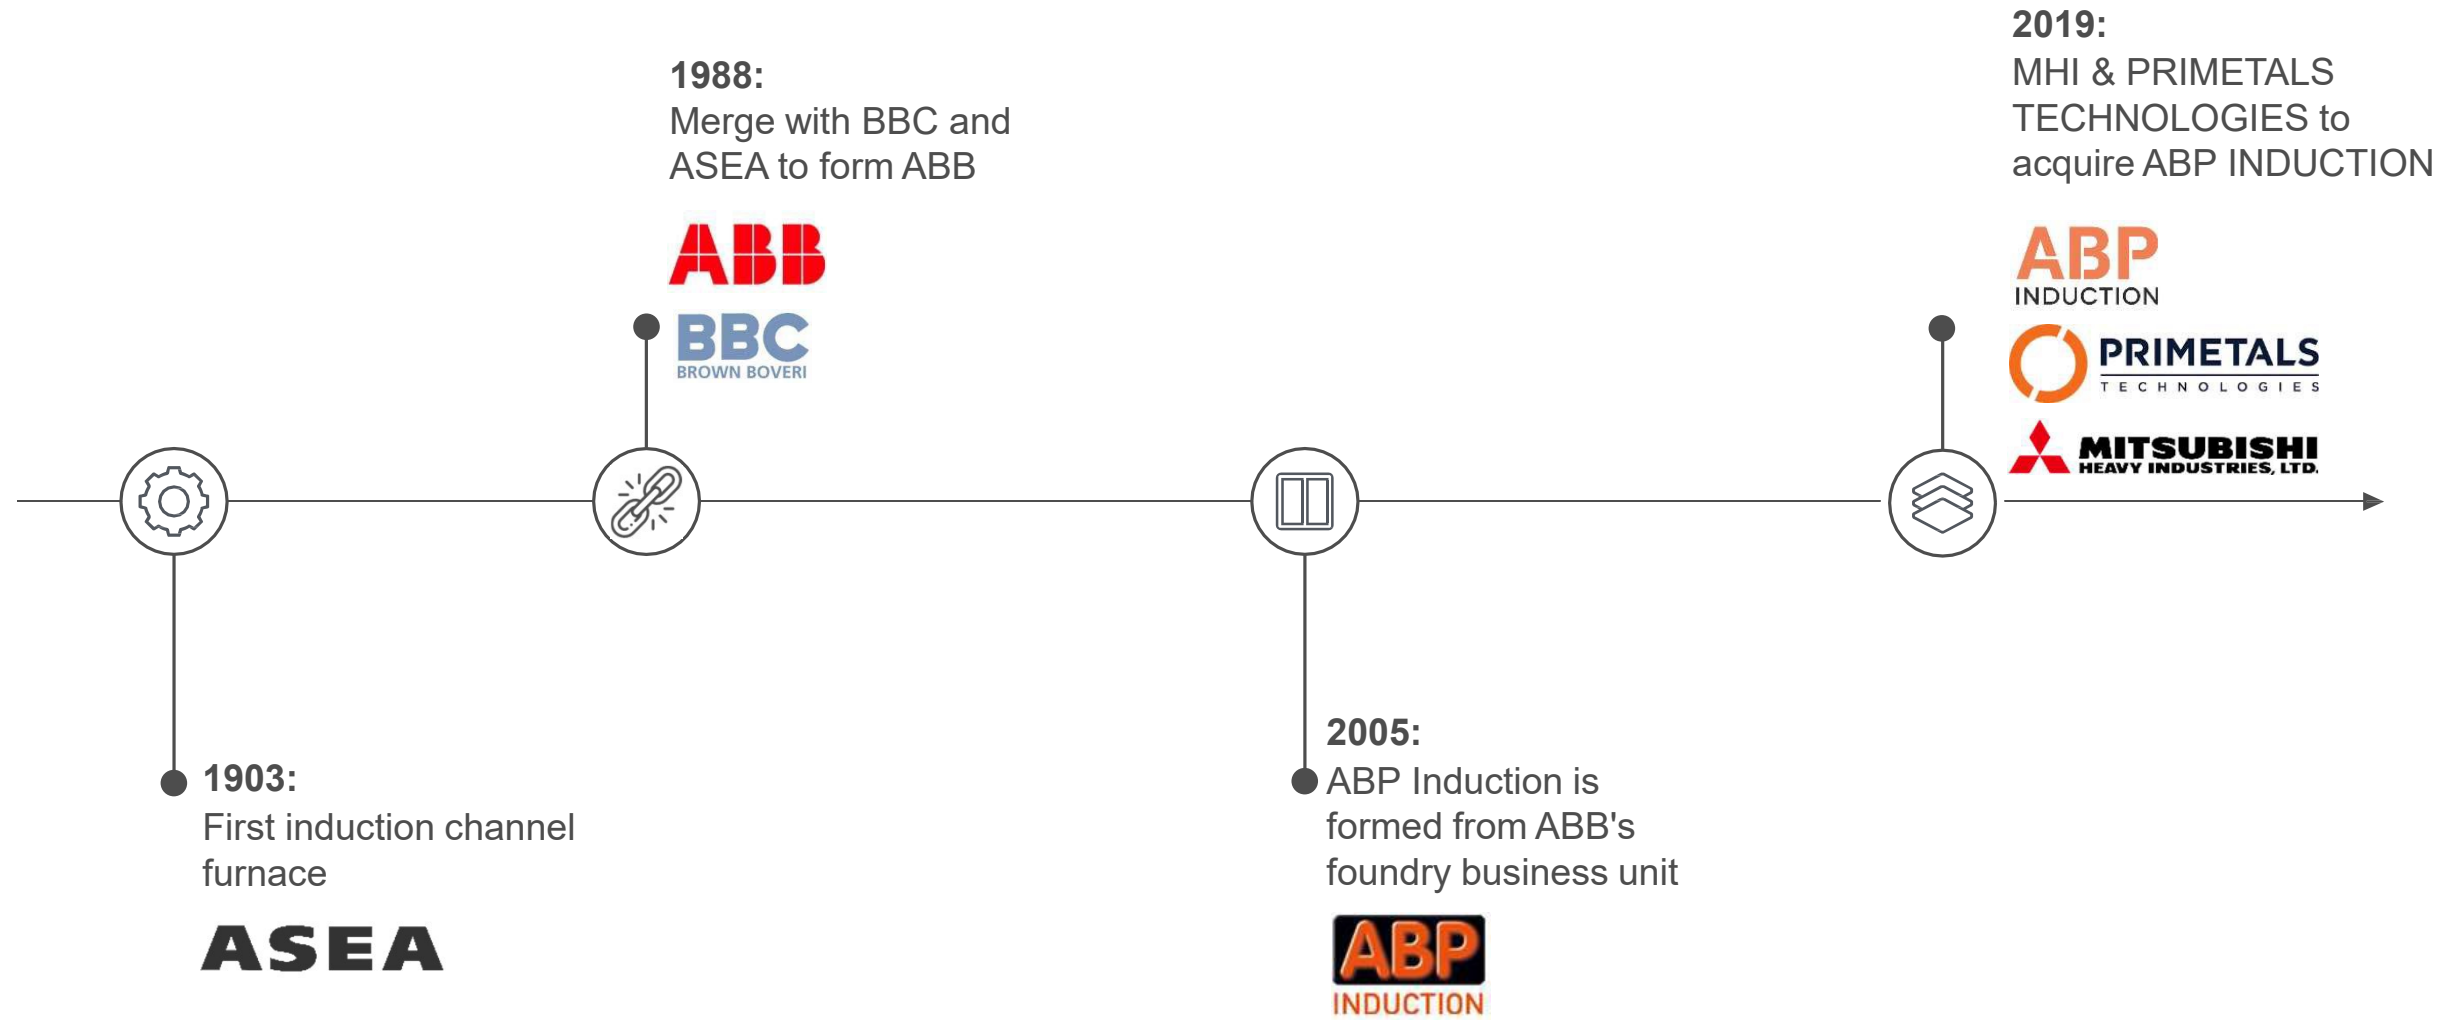 1903:
First induction channel
furnace
ASEA
1988:
Merge with BBC and
ASEA to form ABB
ABB
BBC
BROWN BOVERI
2005:
ABP Induction is
formed from ABB's
foundry business unit
ABP
INDUCTION
2019:
MHI & PRIMETALS
TECHNOLOGIES to
acquire ABP INDUCTION
ABP
INDUCTION
PRIMETALS
TECHNOLOGIES
MITSUBISHI
HEAVY INDUSTRIES, LTD.